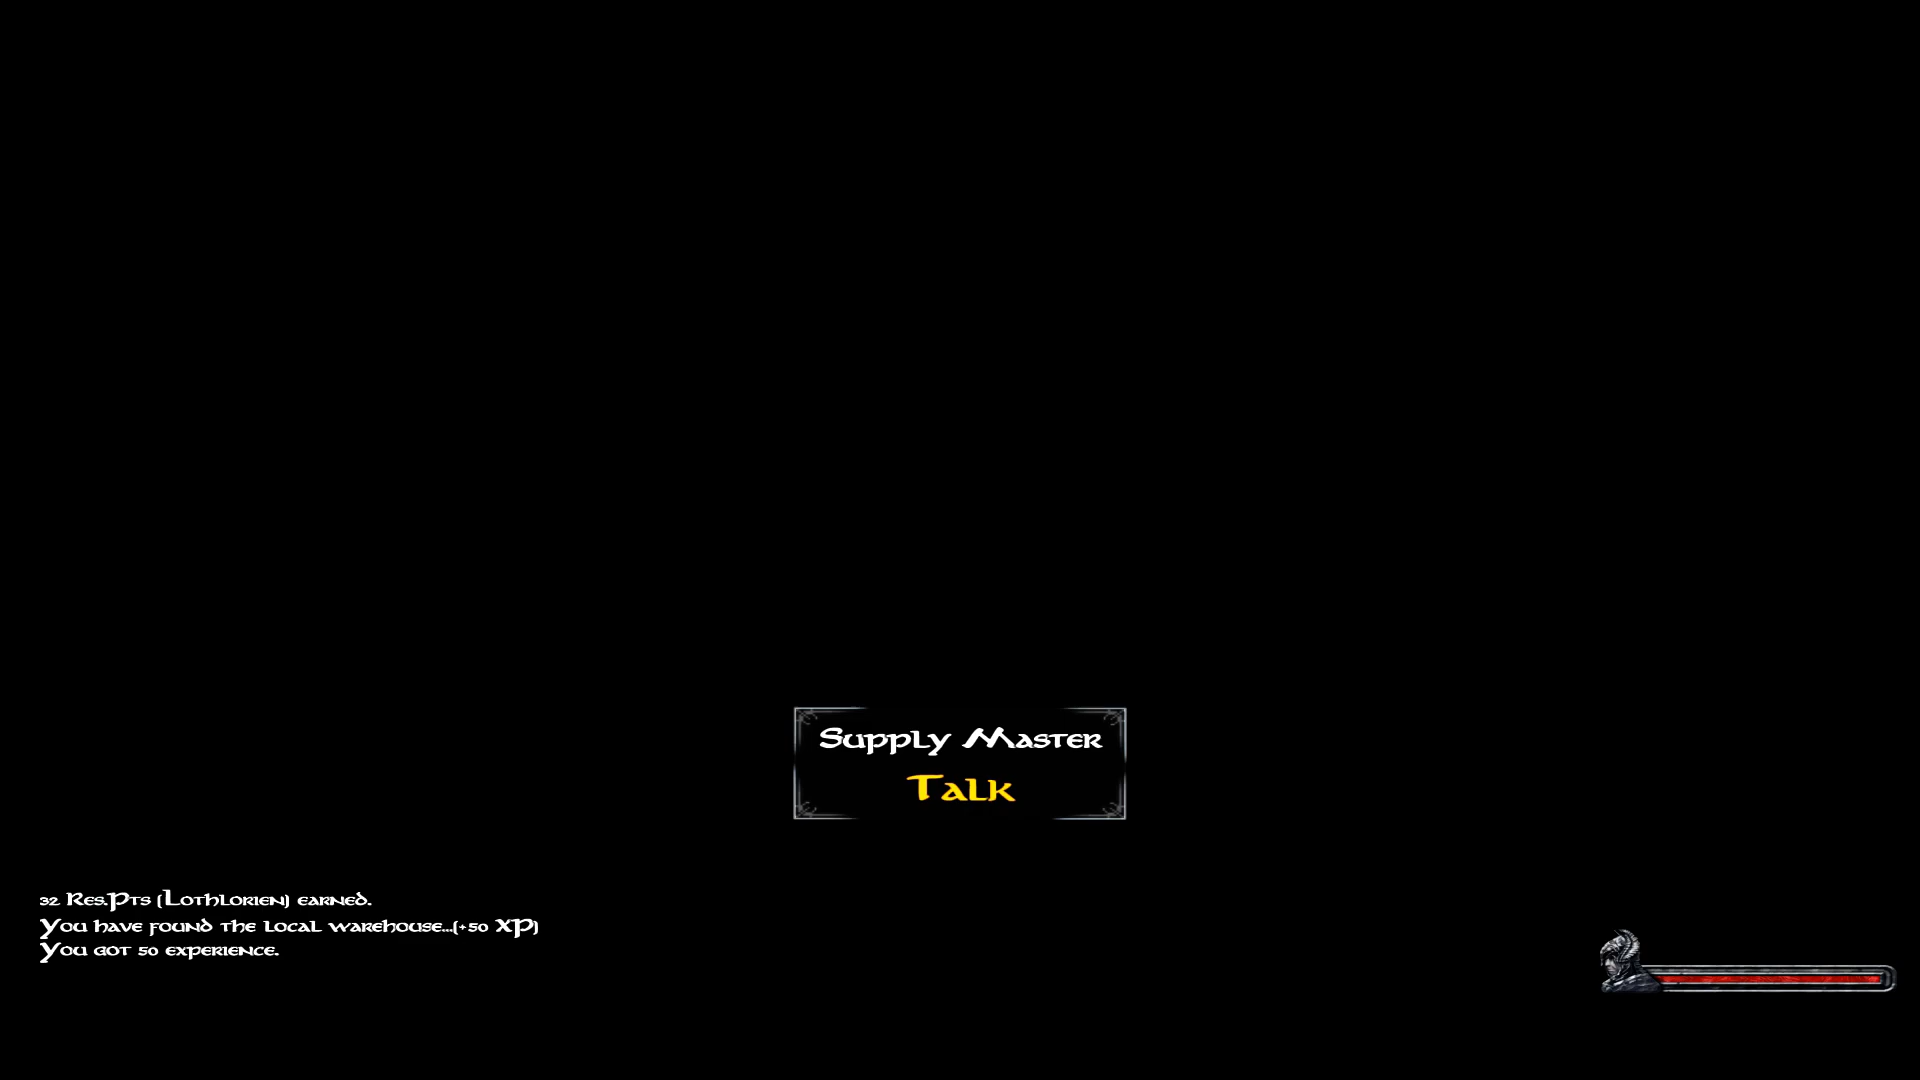 Supply Master
Talk
32 Res.Pts (Lothlorien) earned.
You have found the local warehouse...(+50 XP)
You got 50 experience.